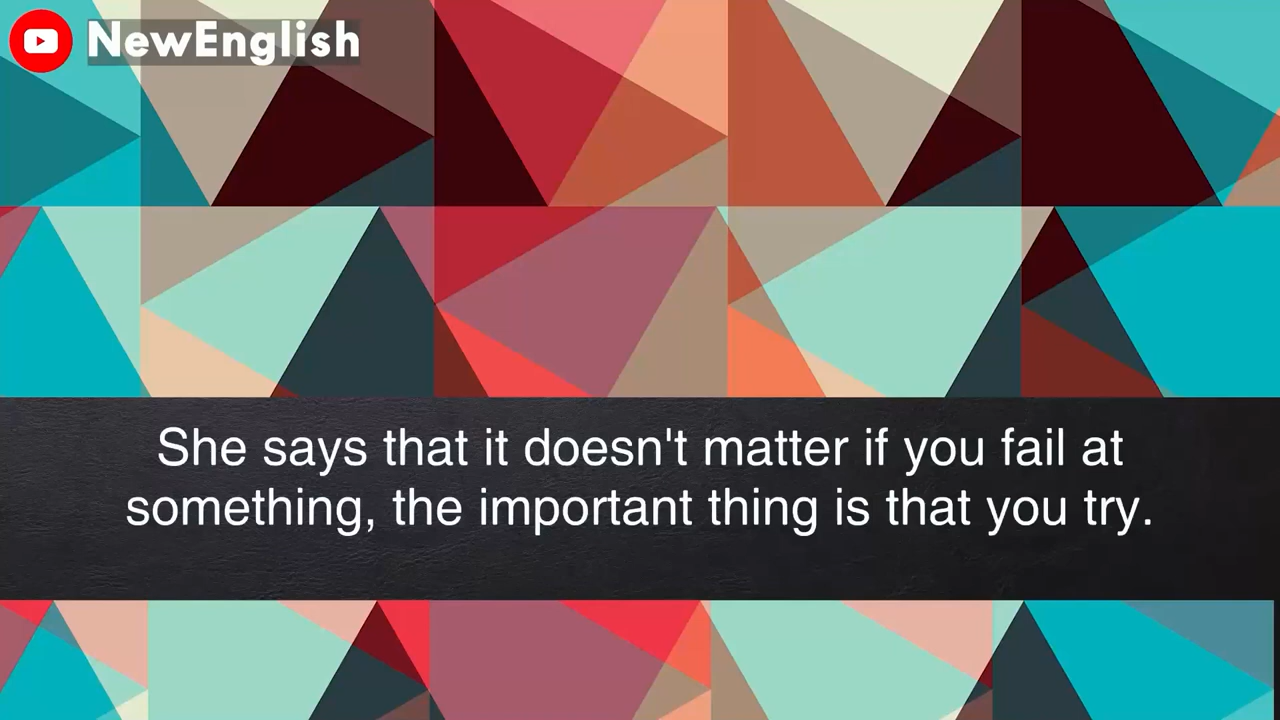 NewEnglish
She says that it doesn't matter if you fail at
something, the important thing is that you try.